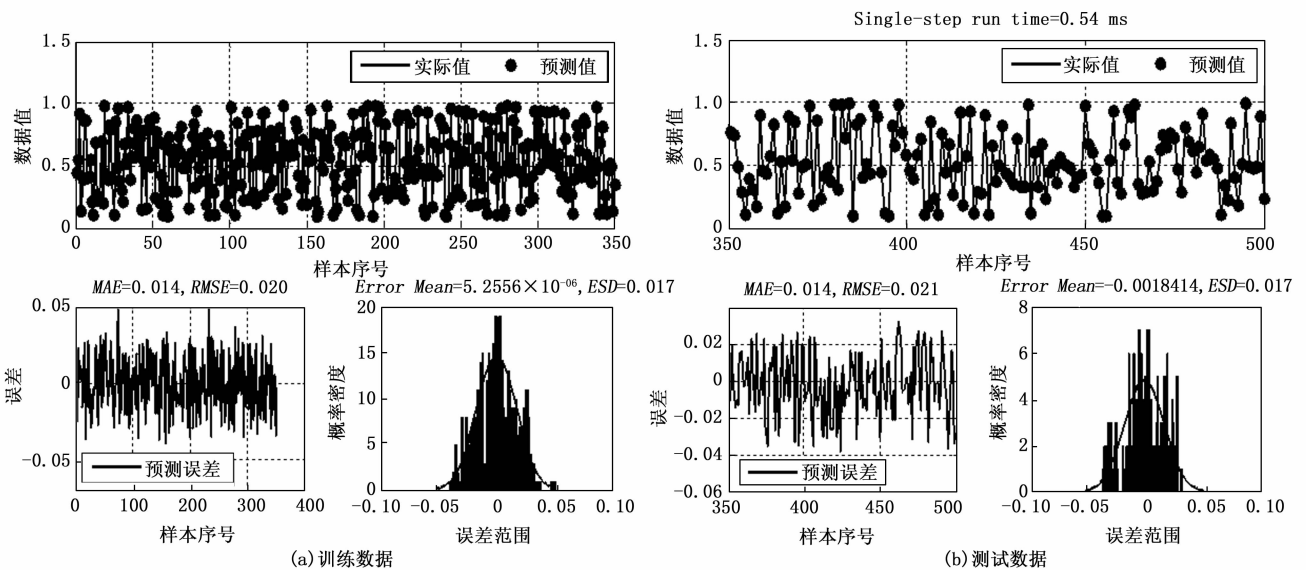 Single-step run time=0.54 ms
1.5
1.0
0.5
0
数据值
实际值 预测值
0 50 100 150 200 250 300 350
样本序号
1.5
1.0
0.5
0
数据值
实际值 预测值
350 400 450 500
样本序号
MAE=0.014,RMSE=0.020
0.05
0
-0.05
误差
预测误差
0 100 200 300 400
样本序号
Error Mean=5.2556×10⁻⁰⁶,ESD=0.017
20
15
10
5
0
概率密度
-0.10 -0.05 0 0.05 0.10
误差范围
(a)训练数据
MAE=0.014,RMSE=0.021
0.02
0
-0.02
-0.04
-0.06
误差
预测误差
350 400 450 500
样本序号
Error Mean=-0.0018414,ESD=0.017
8
6
4
2
0
概率密度
-0.10 -0.05 0 0.05 0.10
误差范围
(b)测试数据